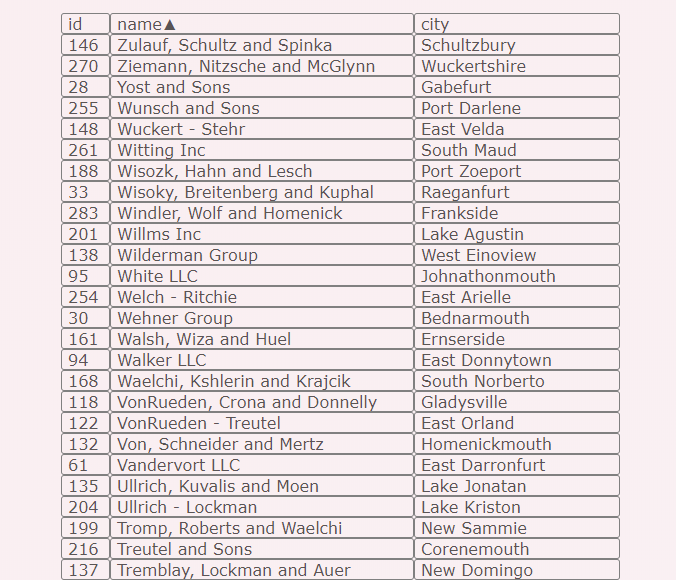 id name▲ city
146 Zulauf, Schultz and Spinka Schultzbury
270 Ziemann, Nitzsche and McGlynn Wuckertshire
28 Yost and Sons Gabefurt
255 Wunsch and Sons Port Darlene
148 Wuckert - Stehr East Velda
261 Witting Inc South Maud
188 Wisozk, Hahn and Lesch Port Zoeport
33 Wisoky, Breitenberg and Kuphal Raeganfurt
283 Windler, Wolf and Homenick Frankside
201 Willms Inc Lake Agustin
138 Wilderman Group West Einoview
95 White LLC Johnathonmouth
254 Welch - Ritchie East Arielle
30 Wehner Group Bednarmouth
161 Walsh, Wiza and Huel Ernserside
94 Walker LLC East Donnytown
168 Waelchi, Kshlerin and Krajcik South Norberto
118 VonRueden, Crona and Donnelly Gladysville
122 VonRueden - Treutel East Orland
132 Von, Schneider and Mertz Homenickmouth
61 Vandervort LLC East Darronfurt
135 Ullrich, Kuvalis and Moen Lake Jonatan
204 Ullrich - Lockman Lake Kriston
199 Tromp, Roberts and Waelchi New Sammie
216 Treutel and Sons Corenemouth
137 Tremblay, Lockman and Auer New Domingo